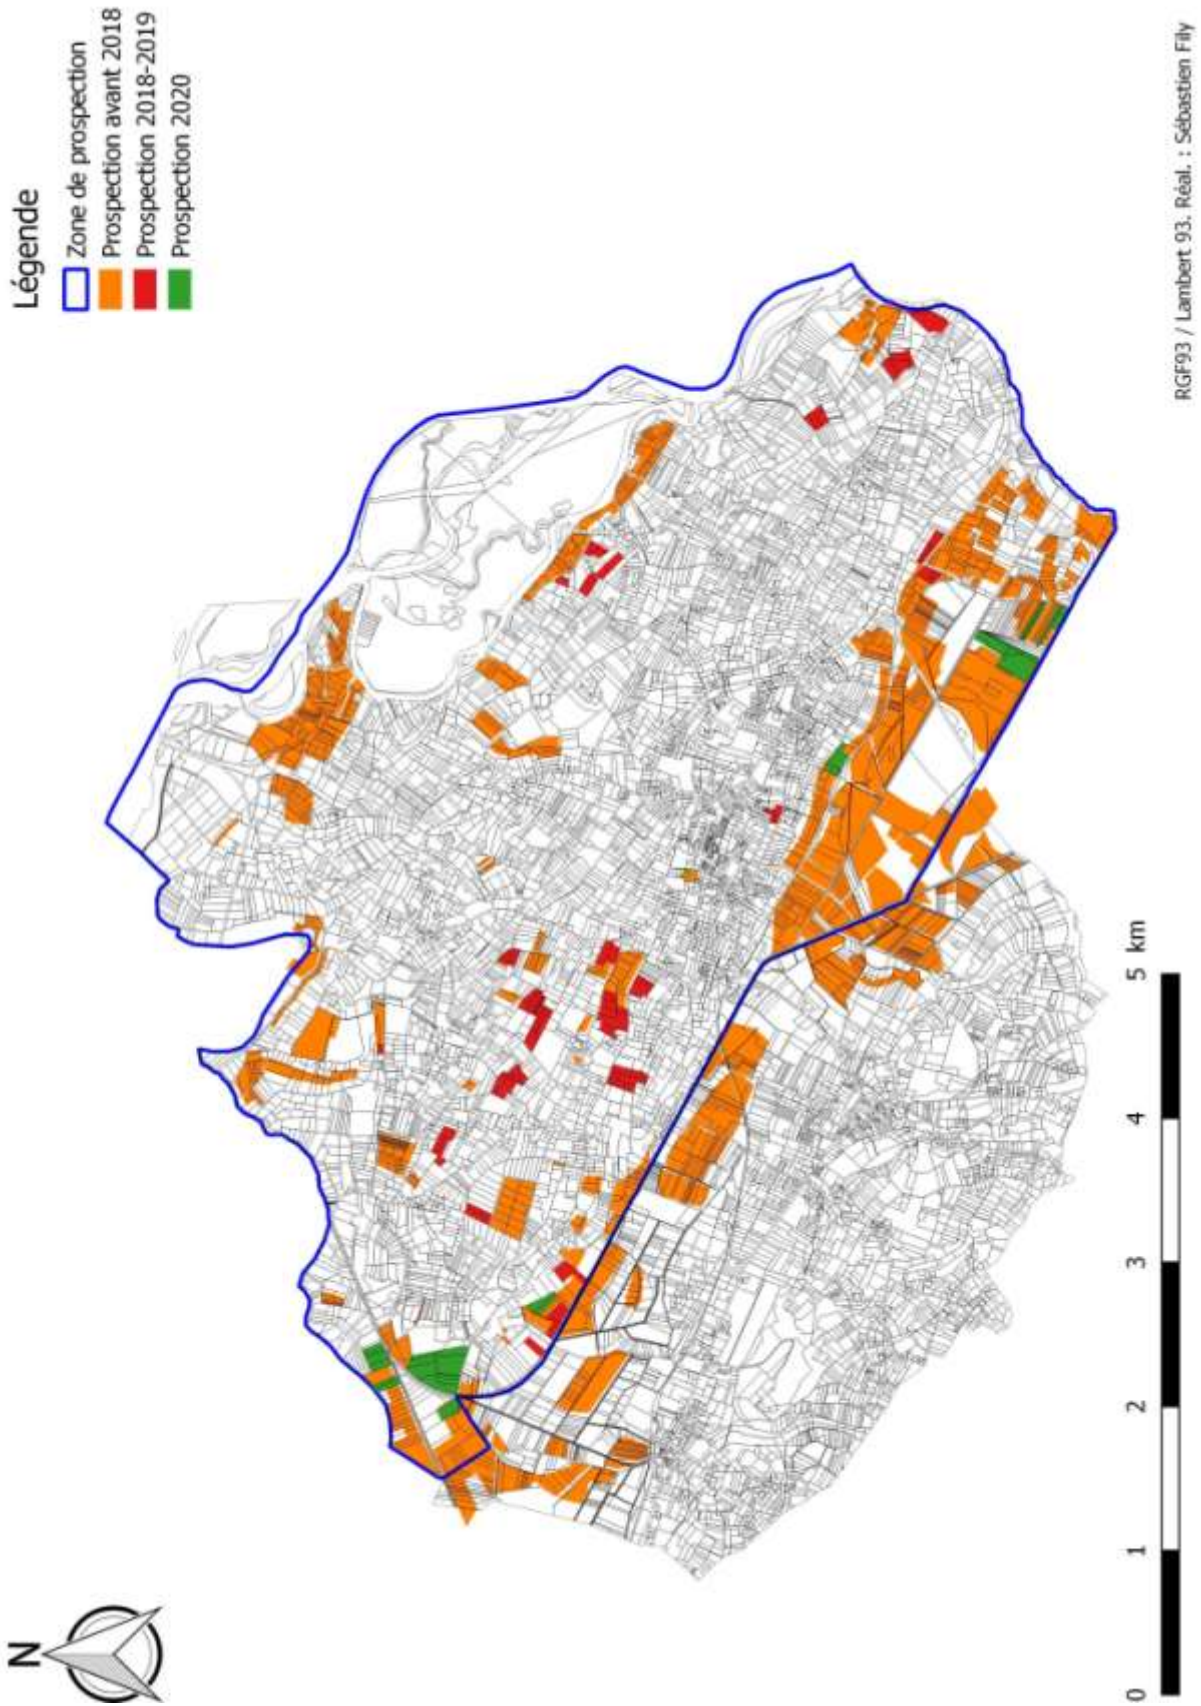 N
Légende
Zone de prospection
Prospection avant 2018
Prospection 2018-2019
Prospection 2020
0 1 2 3 4 5 km
RGF93 / Lambert 93. Réal. : Sébastien Fily